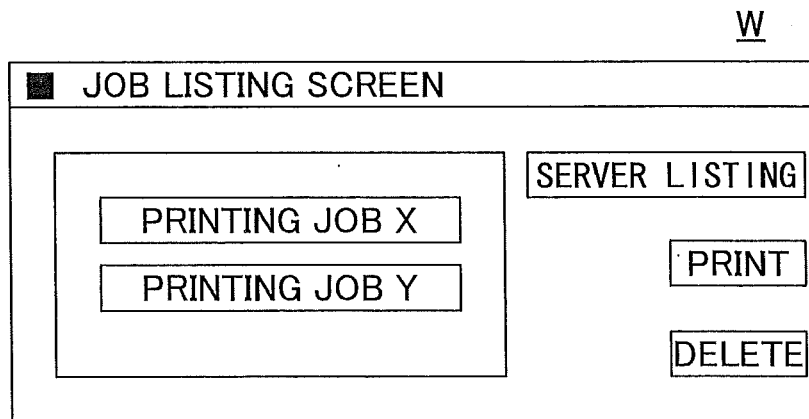 W
JOB LISTING SCREEN
SERVER LISTING
PRINTING JOB X
PRINT
PRINTING JOB Y
DELETE